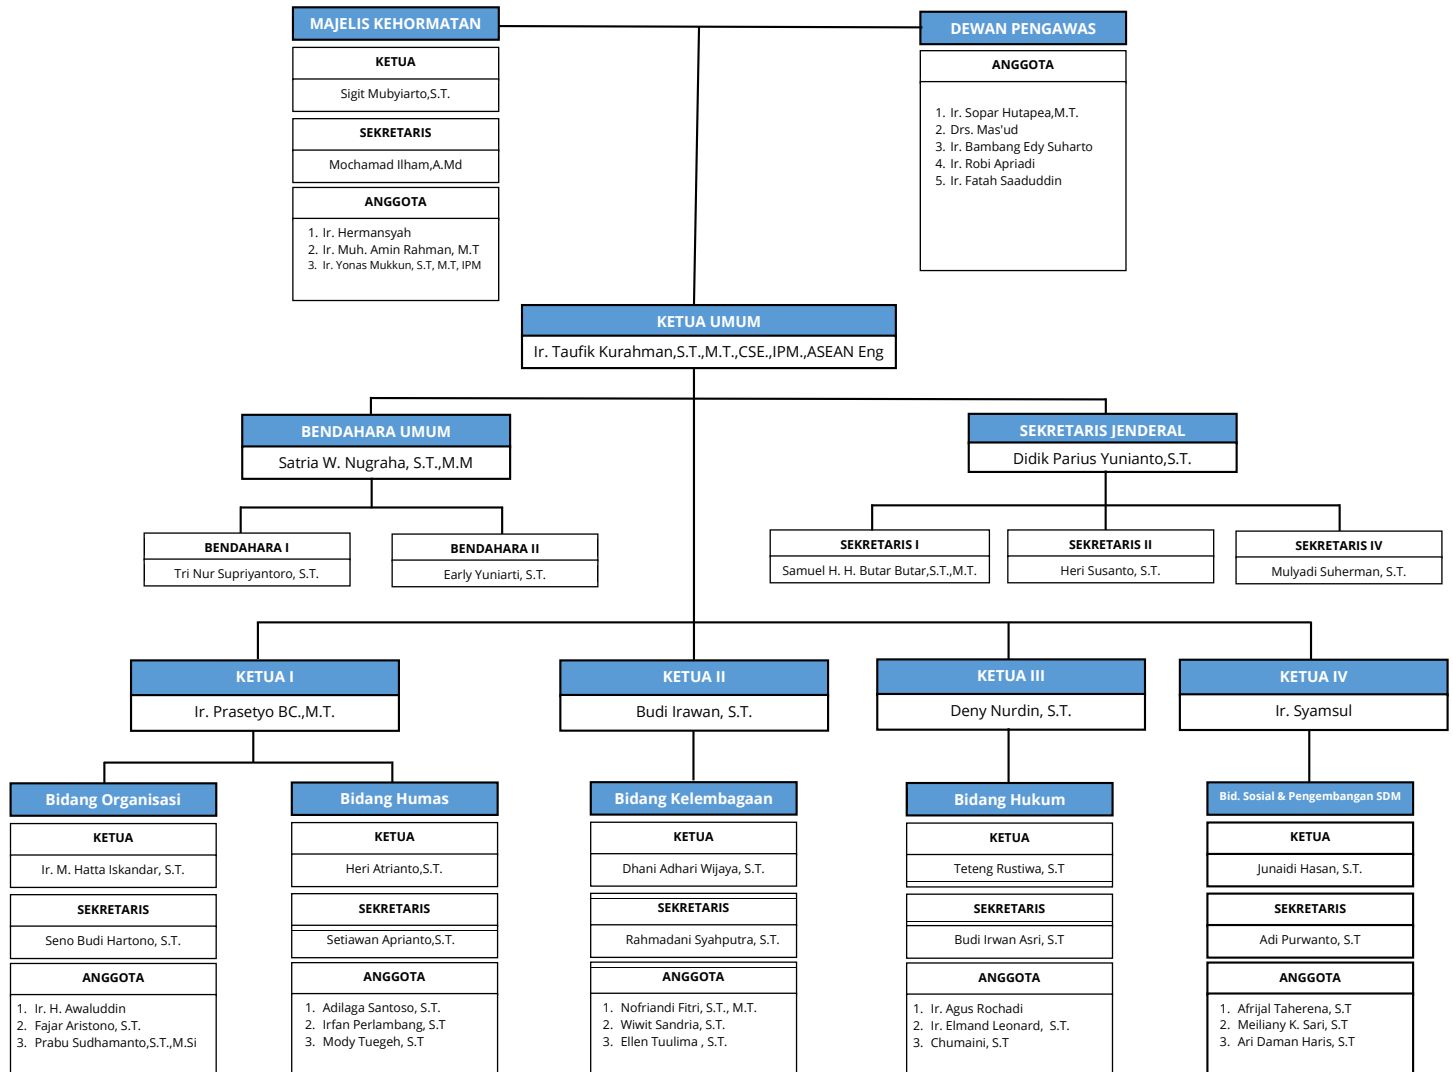 MAJELIS KEHORMATAN
KETUA
Sigit Mubyiarto,S.T.
SEKRETARIS
Mochamad Ilham,A.Md
ANGGOTA
1. Ir. Hermansyah
2. Ir. Muh. Amin Rahman, M.T
3. Ir. Yonas Mukkun, S.T, M.T, IPM
DEWAN PENGAWAS
ANGGOTA
1. Ir. Sopar Hutapea,M.T.
2. Drs. Mas'ud
3. Ir. Bambang Edy Suharto
4. Ir. Robi Apriadi
5. Ir. Fatah Saaduddin
KETUA UMUM
Ir. Taufik Kurahman,S.T.,M.T.,CSE.,IPM.,ASEAN Eng
BENDAHARA UMUM
Satria W. Nugraha, S.T.,M.M
SEKRETARIS JENDERAL
Didik Parius Yunianto,S.T.
BENDAHARA I
Tri Nur Supriyantoro, S.T.
BENDAHARA II
Early Yuniarti, S.T.
SEKRETARIS I
Samuel H. H. Butar Butar,S.T.,M.T.
SEKRETARIS II
Heri Susanto, S.T.
SEKRETARIS IV
Mulyadi Suherman, S.T.
KETUA I
Ir. Prasetyo BC.,M.T.
KETUA II
Budi Irawan, S.T.
KETUA III
Deny Nurdin, S.T.
KETUA IV
Ir. Syamsul
Bidang Organisasi
KETUA
Ir. M. Hatta Iskandar, S.T.
SEKRETARIS
Seno Budi Hartono, S.T.
ANGGOTA
1. Ir. H. Awaluddin
2. Fajar Aristono, S.T.
3. Prabu Sudhamanto,S.T.,M.Si
Bidang Humas
KETUA
Heri Atrianto,S.T.
SEKRETARIS
Setiawan Aprianto,S.T.
ANGGOTA
1. Adilaga Santoso, S.T.
2. Irfan Perlambang, S.T
3. Mody Tuegeh, S.T
Bidang Kelembagaan
KETUA
Dhani Adhari Wijaya, S.T.
SEKRETARIS
Rahmadani Syahputra, S.T.
ANGGOTA
1. Nofriandi Fitri, S.T., M.T.
2. Wiwit Sandria, S.T.
3. Ellen Tuulima , S.T.
Bidang Hukum
KETUA
Teteng Rustiwa, S.T
SEKRETARIS
Budi Irwan Asri, S.T
ANGGOTA
1. Ir. Agus Rochadi
2. Ir. Elmand Leonard, S.T.
3. Chumaini, S.T
Bid. Sosial & Pengembangan SDM
KETUA
Junaidi Hasan, S.T.
SEKRETARIS
Adi Purwanto, S.T
ANGGOTA
1. Afrijal Taherena, S.T
2. Meiliany K. Sari, S.T
3. Ari Daman Haris, S.T